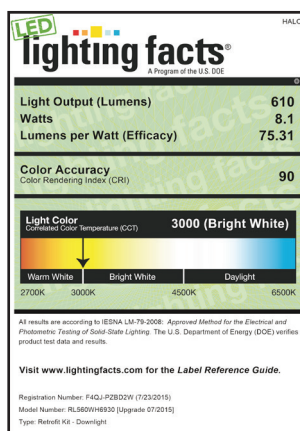 HALO
LED
lighting facts®
A Program of the U.S. DOE
Light Output (Lumens) 610
Watts 8.1
Lumens per Watt (Efficacy) 75.31
Color Accuracy 90
Color Rendering Index (CRI)
Light Color 3000 (Bright White)
Correlated Color Temperature (CCT)
Warm White Bright White Daylight
2700K 3000K 4500K 6500K
All results are according to IESNA LM-79-2008: Approved Method for the Electrical and
Photometric Testing of Solid-State Lighting. The U.S. Department of Energy (DOE) verifies
product test data and results.
Visit www.lightingfacts.com for the Label Reference Guide.
Registration Number: F4QJ-PZBD2W (7/23/2015)
Model Number: RL560WH6930 [Upgrade 07/2015]
Type: Retrofit Kit - Downlight